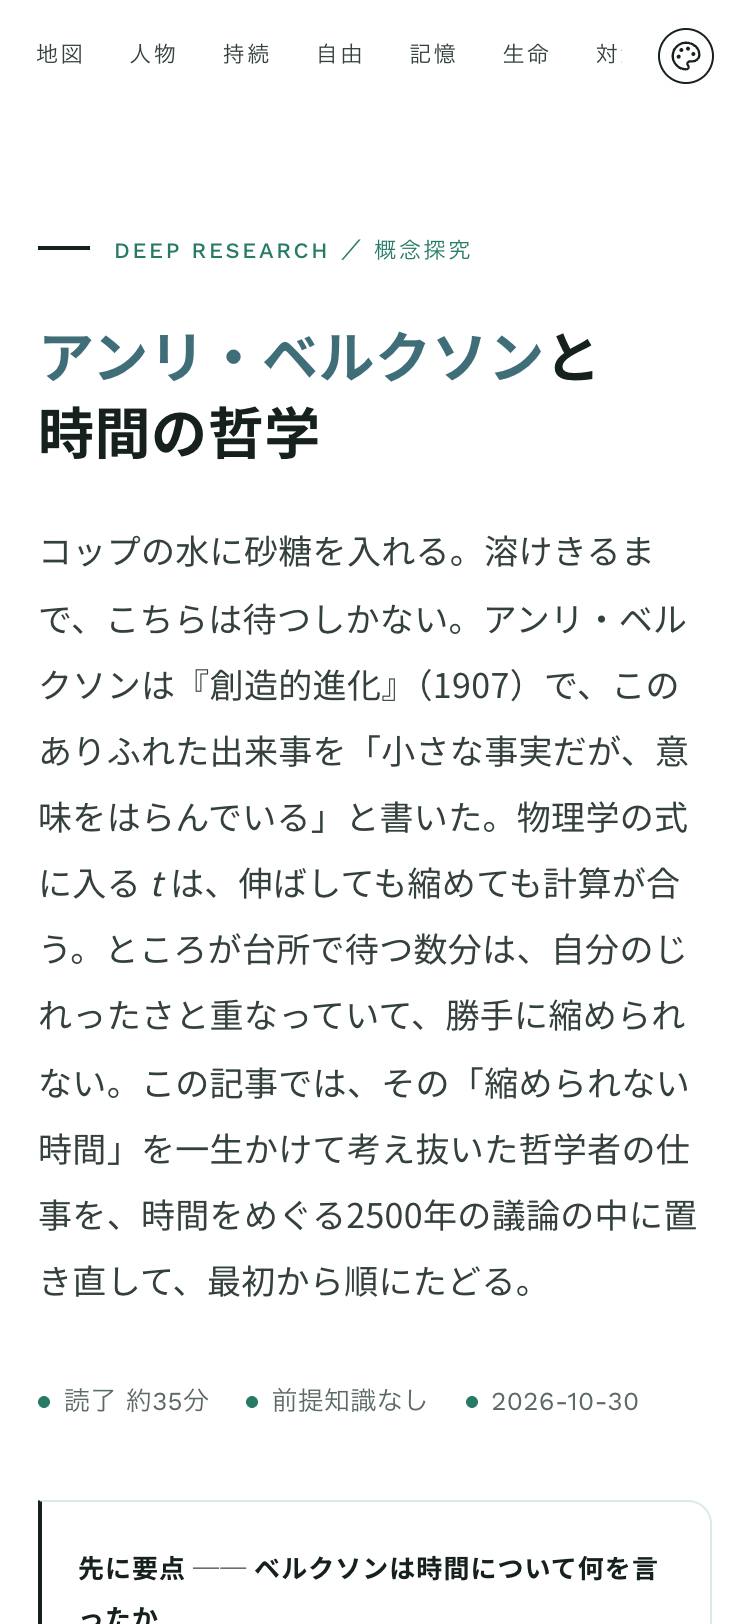 地図 人物 持続 自由 記憶 生命 対
DEEP RESEARCH ／ 概念探究
アンリ・ベルクソンと
時間の哲学
コップの水に砂糖を入れる。溶けきるま
で、こちらは待つしかない。アンリ・ベル
クソンは『創造的進化』（1907）で、この
ありふれた出来事を「小さな事実だが、意
味をはらんでいる」と書いた。物理学の式
に入る t は、伸ばしても縮めても計算が合
う。ところが台所で待つ数分は、自分のじ
れったさと重なっていて、勝手に縮められ
ない。この記事では、その「縮められない
時間」を一生かけて考え抜いた哲学者の仕
事を、時間をめぐる2500年の議論の中に置
き直して、最初から順にたどる。
読了 約35分 前提知識なし 2026-10-30
先に要点 ―― ベルクソンは時間について何を言
ったか